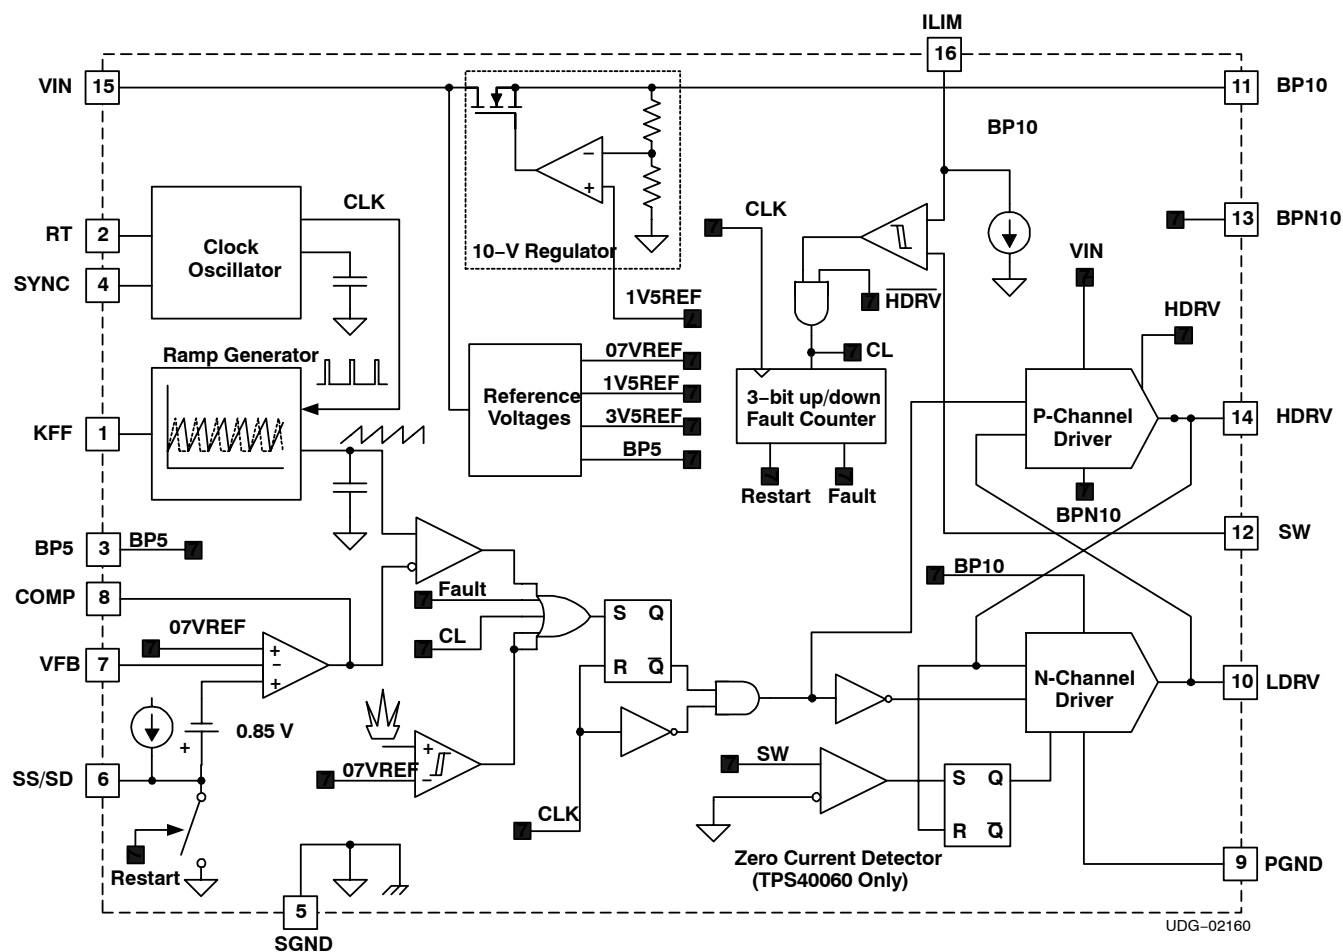 ILIM
16
VIN 15
11 BP10
BP10
CLK
CLK
13 BPN10
RT 2
Clock
Oscillator
10−V Regulator
VIN
SYNC 4
HDRV
1V5REF
HDRV
Ramp Generator
07VREF
CL
Reference
Voltages
1V5REF
3−bit up/down
Fault Counter
P-Channel
Driver
14 HDRV
KFF 1
3V5REF
BP5
Restart Fault
BPN10
BP5 3 BP5
12 SW
BP10
COMP 8
Fault
07VREF
S Q
CL
VFB 7
R Q
N-Channel
Driver
10 LDRV
+
−
+
0.85 V
+
SS/SD 6
07VREF
+
−
SW
S Q
CLK
R Q
Zero Current Detector
(TPS40060 Only)
9 PGND
Restart
5
SGND
UDG−02160
−
+